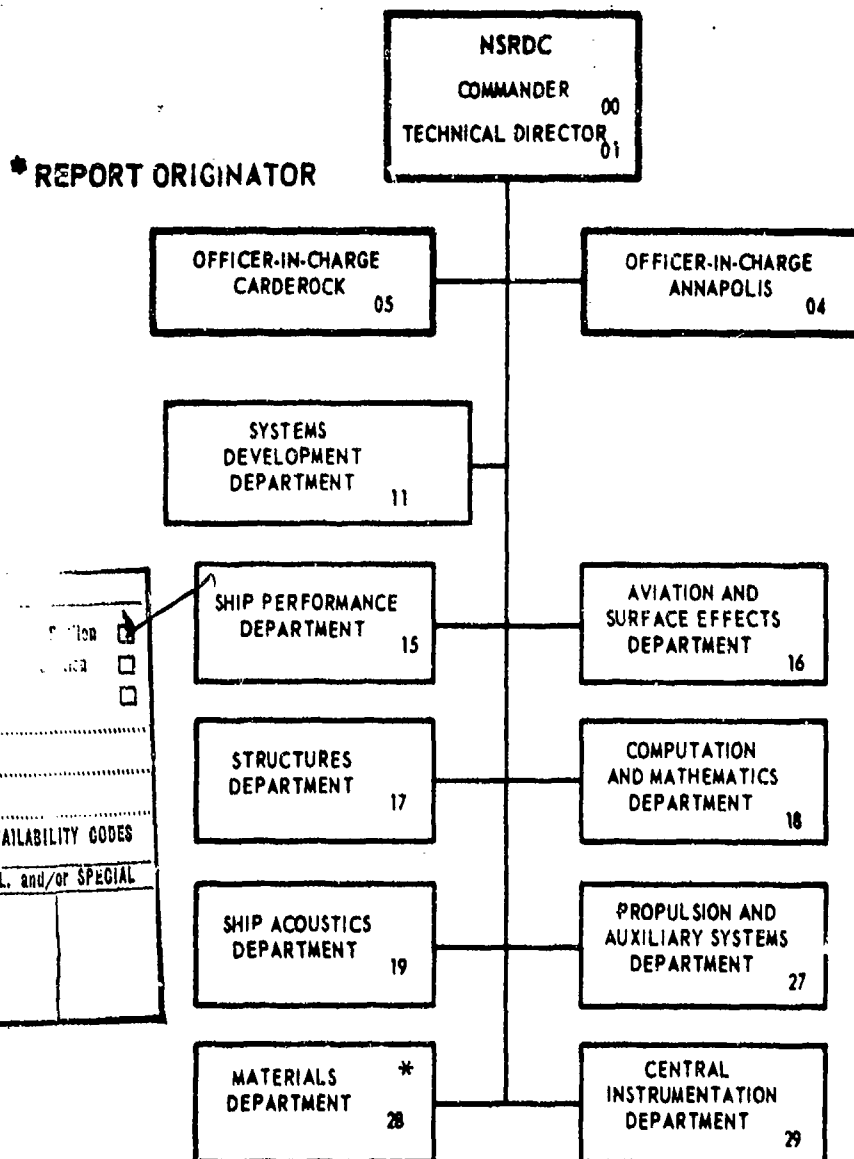 NSRDC
COMMANDER
00
TECHNICAL DIRECTOR
01
* REPORT ORIGINATOR
OFFICER-IN-CHARGE
CARDEROCK
05
OFFICER-IN-CHARGE
ANNAPOLIS
04
SYSTEMS
DEVELOPMENT
DEPARTMENT
11
SHIP PERFORMANCE
DEPARTMENT
15
AVIATION AND
SURFACE EFFECTS
DEPARTMENT
16
STRUCTURES
DEPARTMENT
17
COMPUTATION
AND MATHEMATICS
DEPARTMENT
18
AILABILITY CODES
L. and/or SPECIAL
SHIP ACOUSTICS
DEPARTMENT
19
PROPULSION AND
AUXILIARY SYSTEMS
DEPARTMENT
27
MATERIALS *
DEPARTMENT
28
CENTRAL
INSTRUMENTATION
DEPARTMENT
29